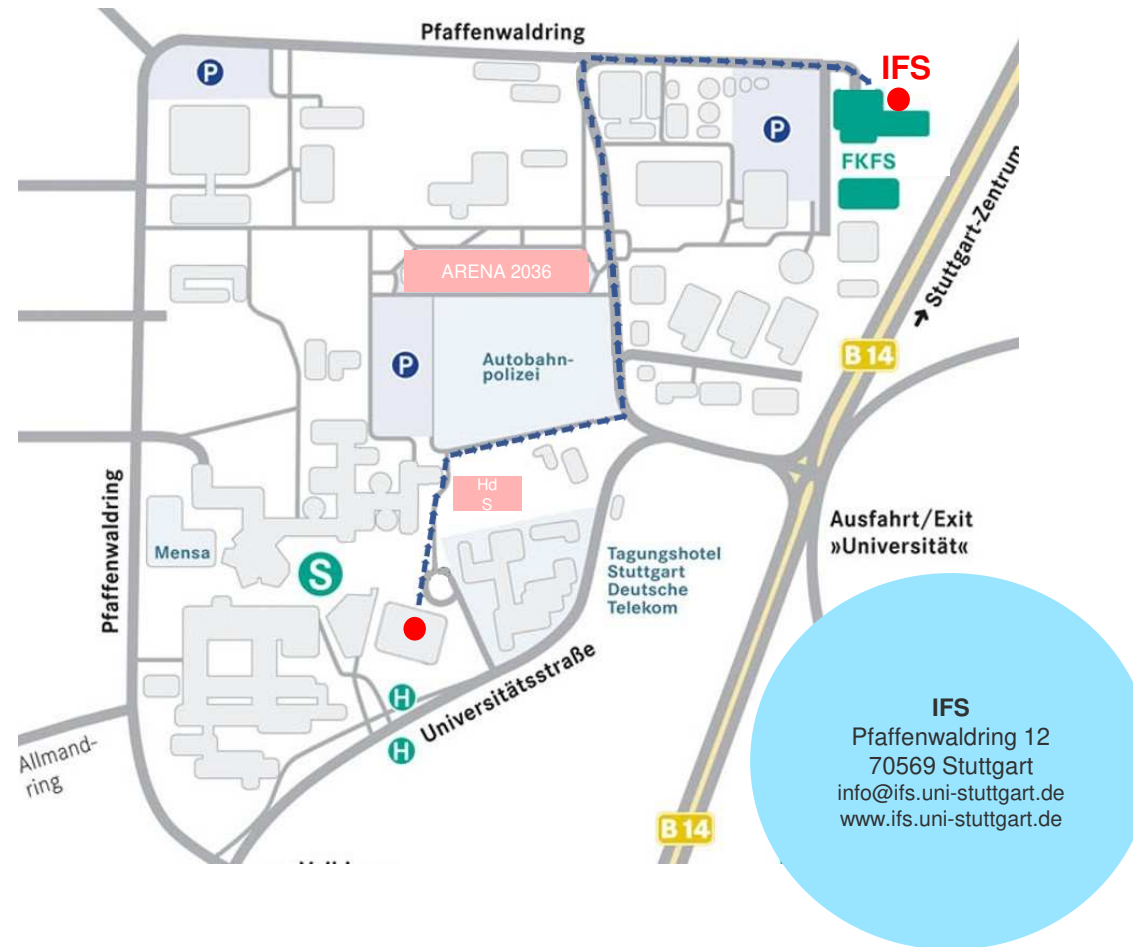 Pfaffenwaldring
IFS
P
P
FKFS
➔ Stuttgart-Zentrum
ARENA 2036
B 14
P
Autobahn-
polizei
Pfaffenwaldring
Hd
S
Mensa
S
Ausfahrt/Exit
»Universität«
Tagungshotel
Stuttgart
Deutsche
Telekom
Universitätsstraße
H
H
Allmand-
ring
B 14
IFS
Pfaffenwaldring 12
70569 Stuttgart
info@ifs.uni-stuttgart.de
www.ifs.uni-stuttgart.de